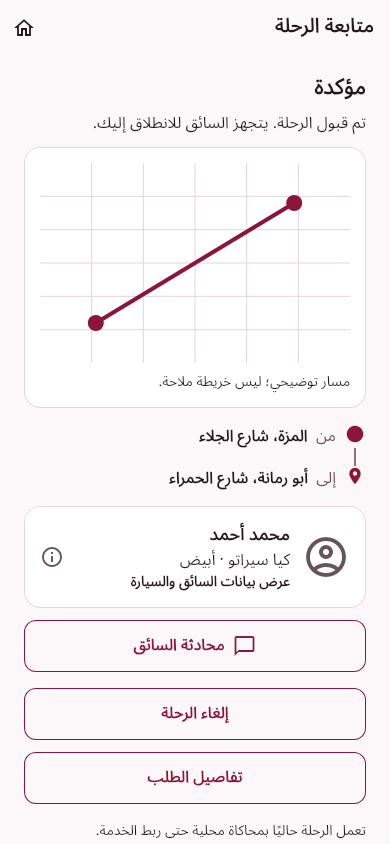 متابعة الرحلة
مؤكدة
تم قبول الرحلة. يتجهز السائق للانطلاق إليك.
مسار توضيحي؛ ليس خريطة ملاحة.
من المزة، شارع الجلاء
إلى أبو رمانة، شارع الحمراء
محمد أحمد
كيا سيراتو · أبيض
عرض بيانات السائق والسيارة
محادثة السائق
إلغاء الرحلة
تفاصيل الطلب
تعمل الرحلة حاليًا بمحاكاة محلية حتى ربط الخدمة.